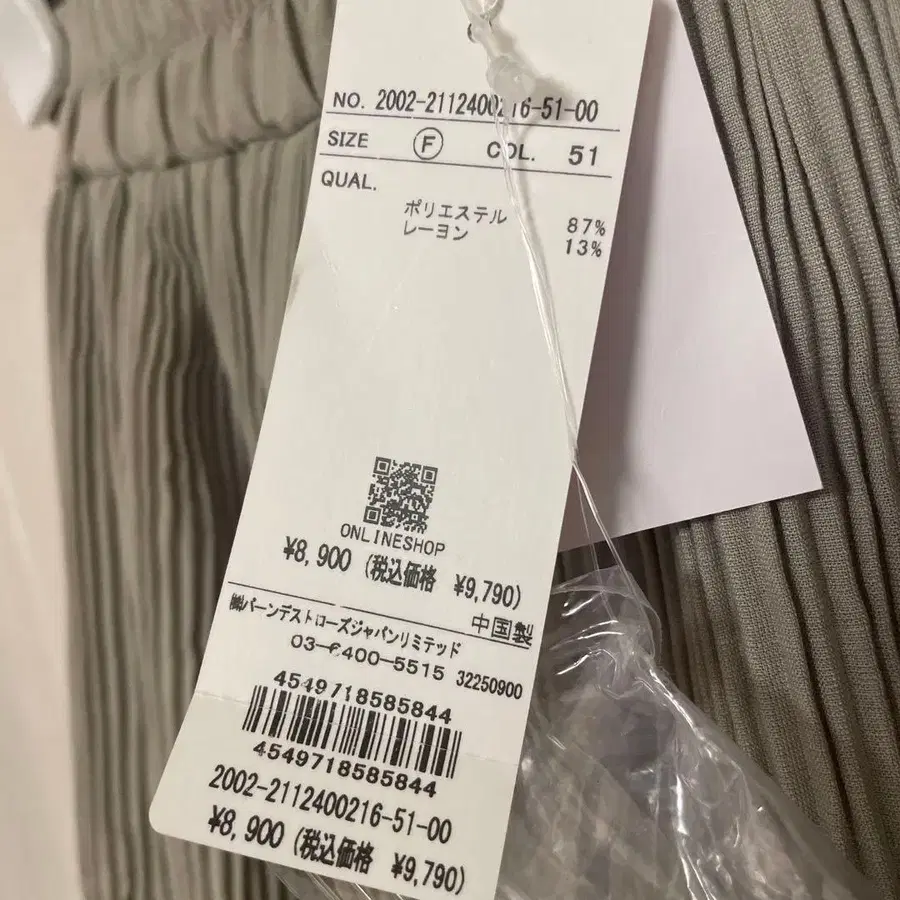 NO. 2002-2112400216-51-00
SIZE Ⓕ COL. 51
QUAL.
ポリエステル 87%
レーヨン 13%
ONLINESHOP
¥8,900 (税込価格 ¥9,790)
中国製
㈱バーンデストローズジャパンリミテッド
03-6400-5515 32250900
4549718585844
4549718585844
2002-2112400216-51-00
¥8,900 (税込価格 ¥9,790)